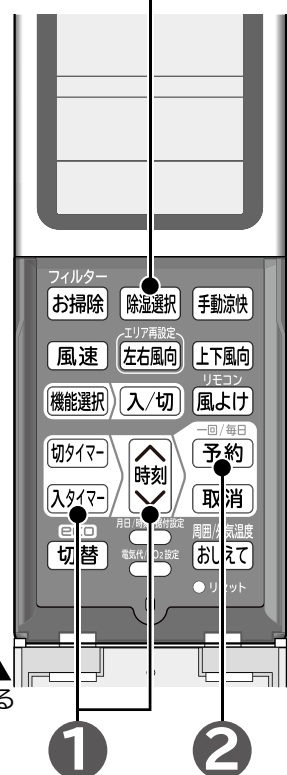 フィルター
お掃除 除湿選択 手動涼快
エリア再設定
風速 左右風向 上下風向
リモコン
機能選択 入/切 風よけ
一回/毎日
切タイマー 時刻 予約
入タイマー 取消
eco 月日/時刻/据付設定 周囲/外気温度
切替 電気代/CO2設定 おしえて
リセット
る
1 2